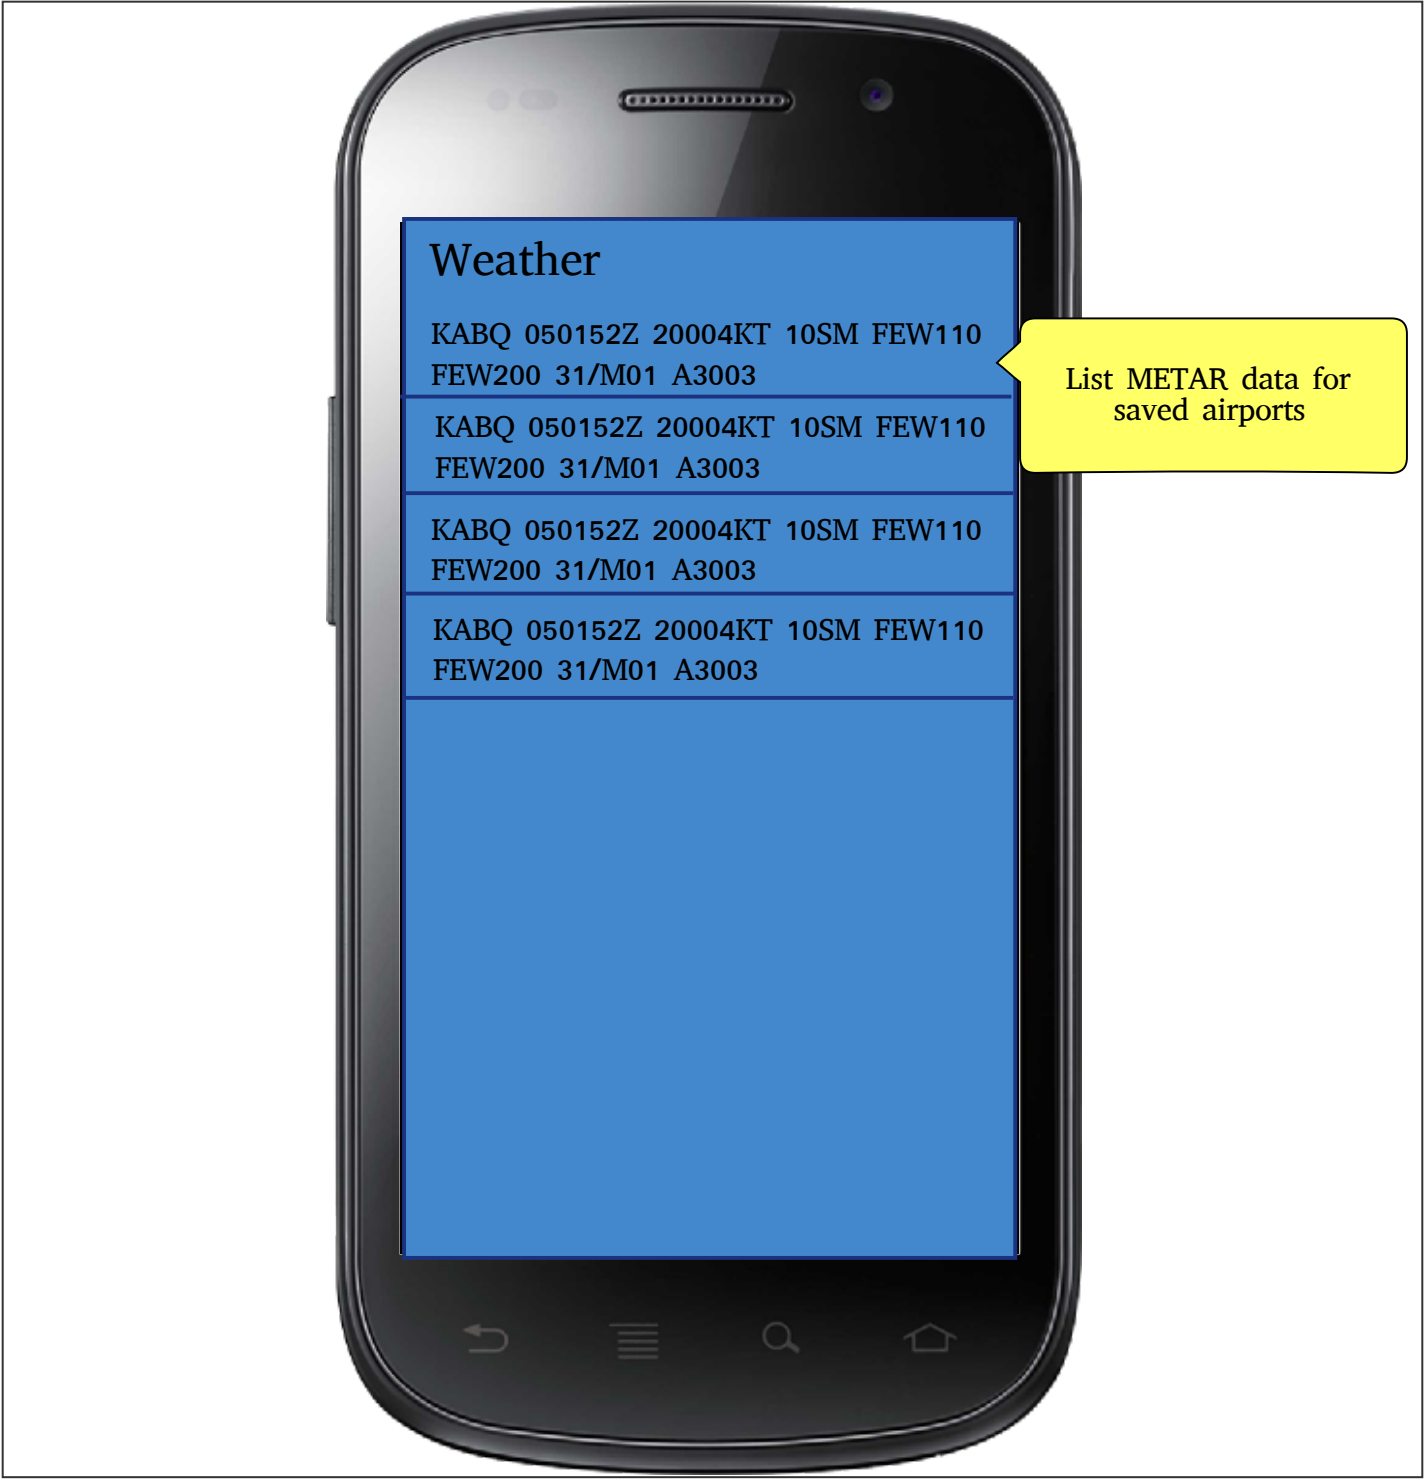 Weather
KABQ 050152Z 20004KT 10SM FEW110
FEW200 31/M01 A3003
List METAR data for
saved airports
KABQ 050152Z 20004KT 10SM FEW110
FEW200 31/M01 A3003
KABQ 050152Z 20004KT 10SM FEW110
FEW200 31/M01 A3003
KABQ 050152Z 20004KT 10SM FEW110
FEW200 31/M01 A3003